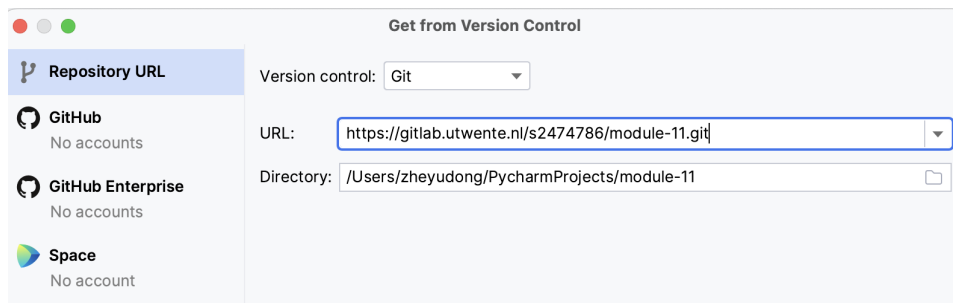 Get from Version Control
Repository URL
GitHub
No accounts
GitHub Enterprise
No accounts
Space
No account
Version control: Git
URL: https://gitlab.utwente.nl/s2474786/module-11.git
Directory: /Users/zheyudong/PycharmProjects/module-11